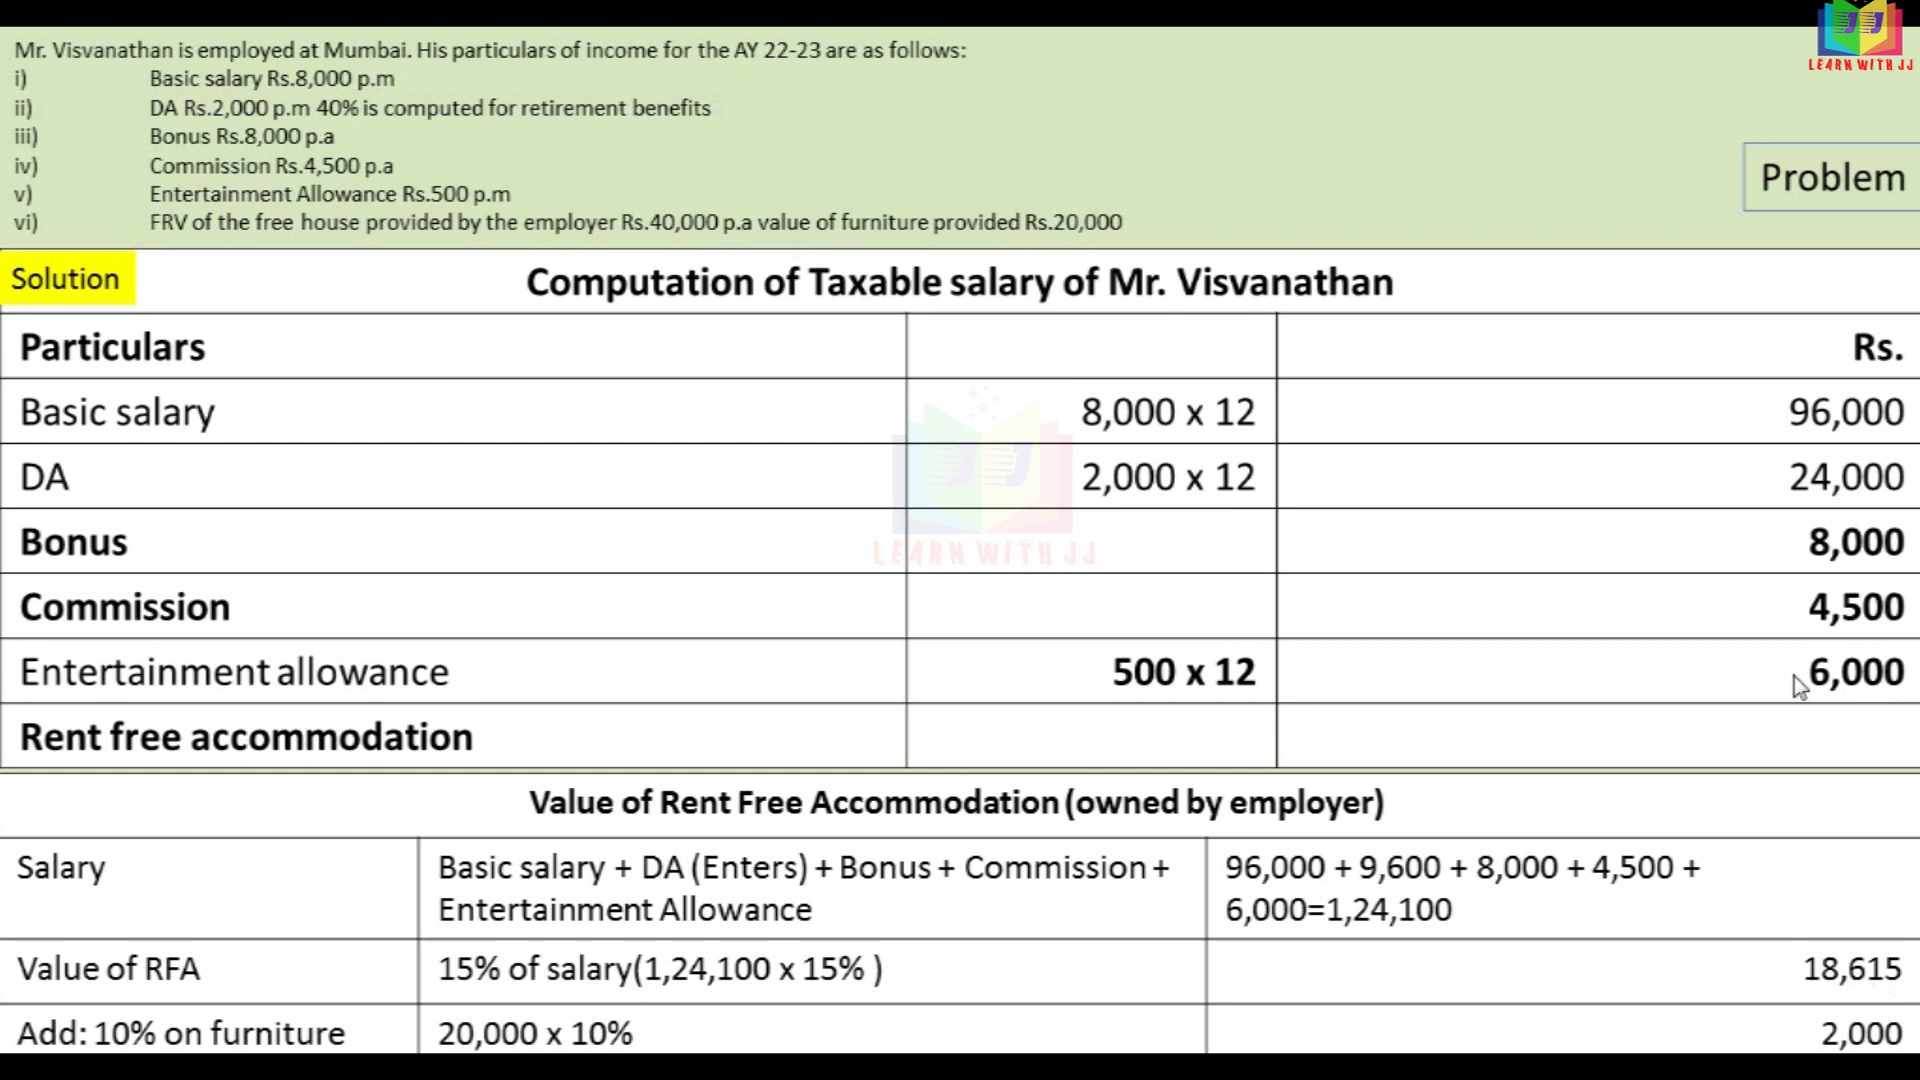 LEARN WITH JJ
Mr. Visvanathan is employed at Mumbai. His particulars of income for the AY 22-23 are as follows:
i) Basic salary Rs.8,000 p.m
ii) DA Rs.2,000 p.m 40% is computed for retirement benefits
iii) Bonus Rs.8,000 p.a
iv) Commission Rs.4,500 p.a
v) Entertainment Allowance Rs.500 p.m
vi) FRV of the free house provided by the employer Rs.40,000 p.a value of furniture provided Rs.20,000
Problem
Solution
Computation of Taxable salary of Mr. Visvanathan
Particulars Rs.
Basic salary 8,000 x 12 96,000
DA 2,000 x 12 24,000
Bonus 8,000
LEARN WITH JJ
Commission 4,500
Entertainment allowance 500 x 12 6,000
Rent free accommodation
Value of Rent Free Accommodation (owned by employer)
Salary Basic salary + DA (Enters) + Bonus + Commission + 96,000 + 9,600 + 8,000 + 4,500 +
Entertainment Allowance 6,000=1,24,100
Value of RFA 15% of salary(1,24,100 x 15% ) 18,615
Add: 10% on furniture 20,000 x 10% 2,000